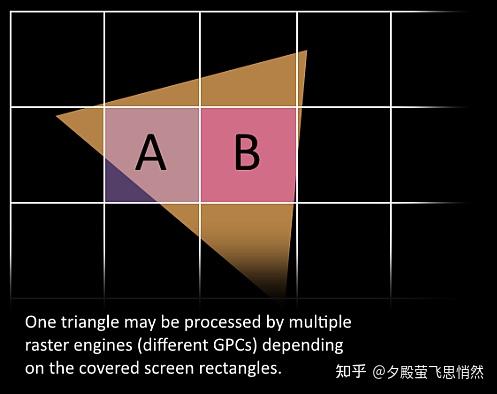 A B
One triangle may be processed by multiple
raster engines (different GPCs) depending
on the covered screen rectangles.
知乎 @夕殿萤飞思悄然